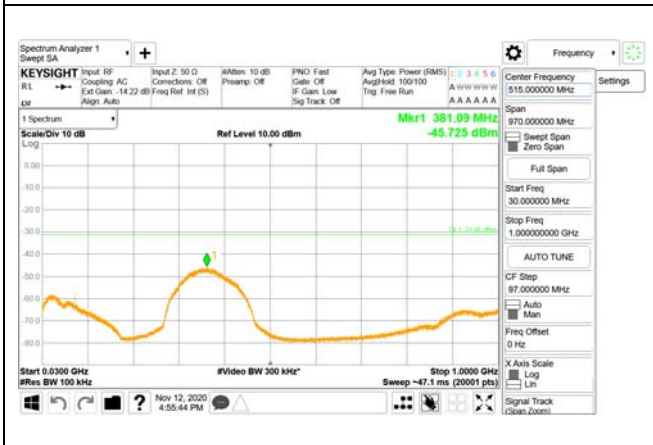 Spectrum Analyzer 1
Swept SA
Frequency
KEYSIGHT
Input: RF
Coupling: AC
Ext Gain: -14.22 dB
Align: Auto
Input Z: 50 Ω
Corrections: Off
Freq Ref: Int (S)
#Atten: 10 dB
Preamp: Off
PNO: Fast
Gate: Off
IF Gain: Low
Sig Track: Off
Avg Type: Power (RMS)
Avg|Hold: 100/100
Trig: Free Run
1 2 3 4 5 6
A W W W W W
A A A A A A
RL
1 Spectrum
Scale/Div 10 dB
Log
Ref Level 10.00 dBm
Mkr1 381.09 MHz
-45.725 dBm
0.00
-10.0
-20.0
-30.0
-40.0
-50.0
-60.0
-70.0
-80.0
1
Start 0.0300 GHz
#Res BW 100 kHz
#Video BW 300 kHz*
Stop 1.0000 GHz
Sweep ~47.1 ms (20001 pts)
Nov 12, 2020
4:55:44 PM
Center Frequency
515.000000 MHz
Settings
Span
970.000000 MHz
Swept Span
Zero Span
Full Span
Start Freq
30.000000 MHz
Stop Freq
1.000000000 GHz
AUTO TUNE
CF Step
97.000000 MHz
Auto
Man
Freq Offset
0 Hz
X Axis Scale
Log
Lin
Signal Track
(Span Zoom)